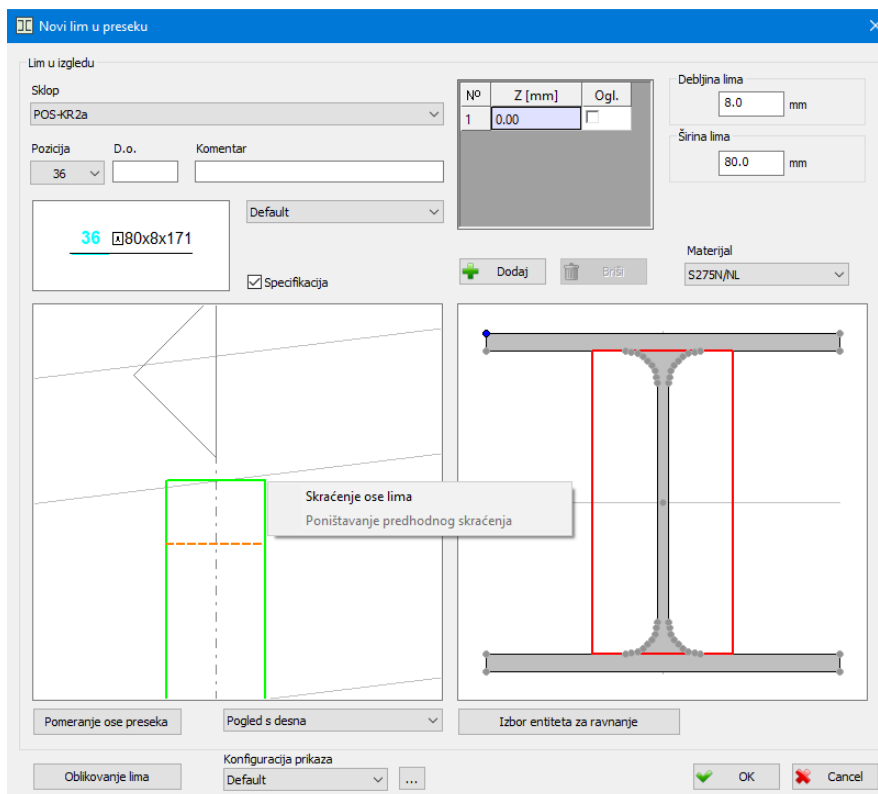 Novi lim u preseku
Lim u izgledu
Sklop
POS-KR2a
Pozicija D.o. Komentar
36
36 80x8x171
Default
Specifikacija
Nº Z [mm] Ogl.
1 0.00
Dodaj Briši
Debljina lima
8.0 mm
Širina lima
80.0 mm
Materijal
S275N/NL
Skraćenje ose lima
Poništavanje predhodnog skraćenja
Pomeranje ose preseka Pogled s desna Izbor entiteta za ravnanje
Oblikovanje lima
Konfiguracija prikaza
Default ...
OK Cancel